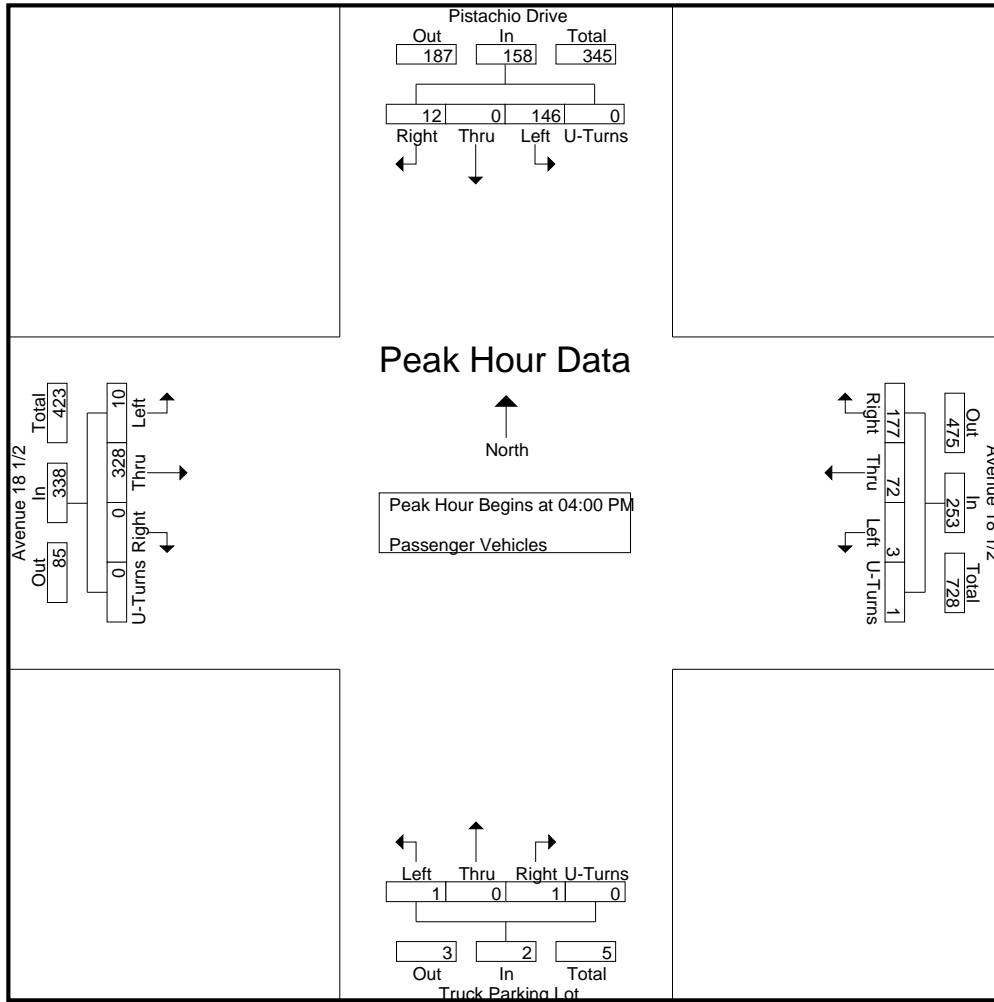 Pistachio Drive
Out In Total
187 158 345
12 0 146 0
Right Thru Left U-Turns
Peak Hour Data
North
Peak Hour Begins at 04:00 PM
Passenger Vehicles
Avenue 18 1/2
Total In Out
423 338 85
10 328 0 0
Left Thru Right U-Turns
Avenue 18 1/2
Out In Total
475 253 728
177 72 3 1
Right Thru Left U-Turns
Left Thru Right U-Turns
1 0 1 0
3 2 5
Out In Total
Truck Parking Lot